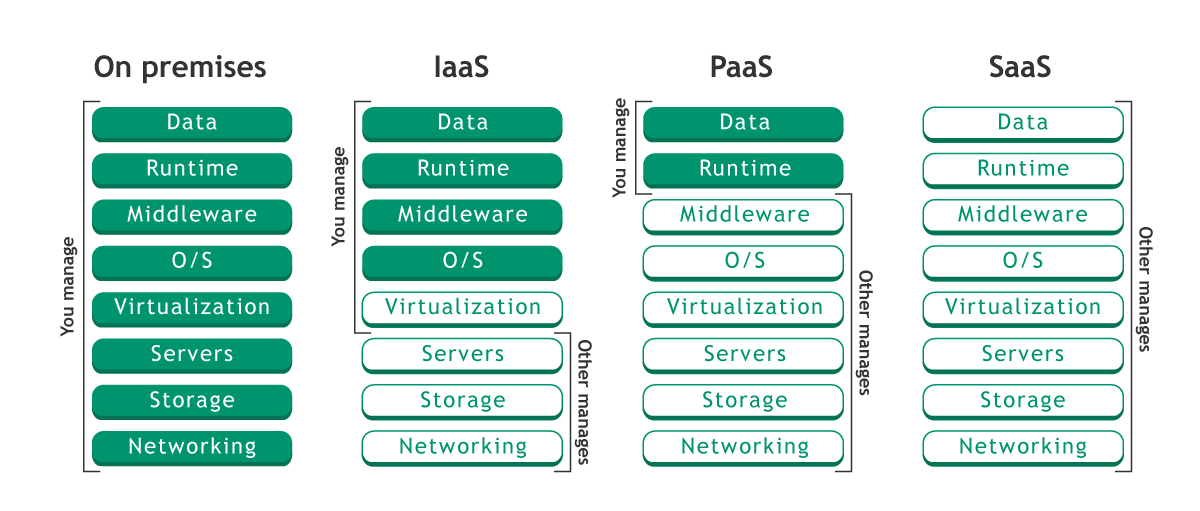 On premises
IaaS
PaaS
SaaS
You manage
Data
Runtime
Middleware
O/S
Virtualization
Servers
Storage
Networking
You manage
Data
Runtime
Middleware
O/S
Virtualization
Servers
Storage
Networking
Other manages
You manage
Data
Runtime
Middleware
O/S
Virtualization
Servers
Storage
Networking
Other manages
Data
Runtime
Middleware
O/S
Virtualization
Servers
Storage
Networking
Other manages